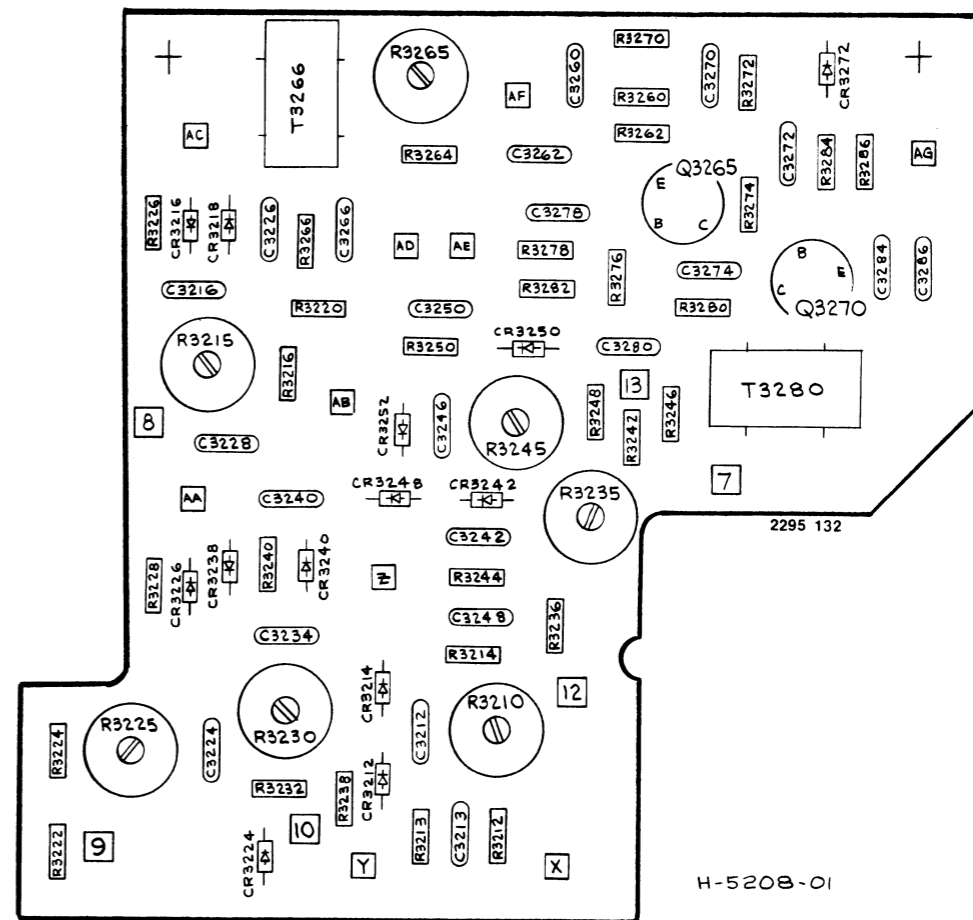 R3270
R3265
C3260
C3270
R3272
CR3272
T3266
AF
R3260
R3262
AC
C3272
R3284
R3286
AG
R3264
C3262
Q3265
E
B
C
R3274
R3226
CR3216
CR3218
C3226
R3266
C3266
C3278
AD
AE
R3278
R3276
C3274
B
E
C
Q3270
C3284
C3286
C3216
R3282
R3220
C3250
R3280
CR3250
R3215
R3250
C3280
R3216
AB
13
T3280
8
CR3252
C3246
R3245
R3248
R3242
R3246
C3228
7
CR3248
CR3242
R3235
AA
C3240
2295 132
C3242
R3228
CR3226
CR3238
R3240
CR3240
Z
R3244
C3248
R3236
C3234
R3214
CR3214
12
R3210
R3225
R3230
C3212
R3224
C3224
R3232
R3238
CR3212
R3222
9
10
CR3224
Y
R3213
C3213
R3212
X
H-5208-01